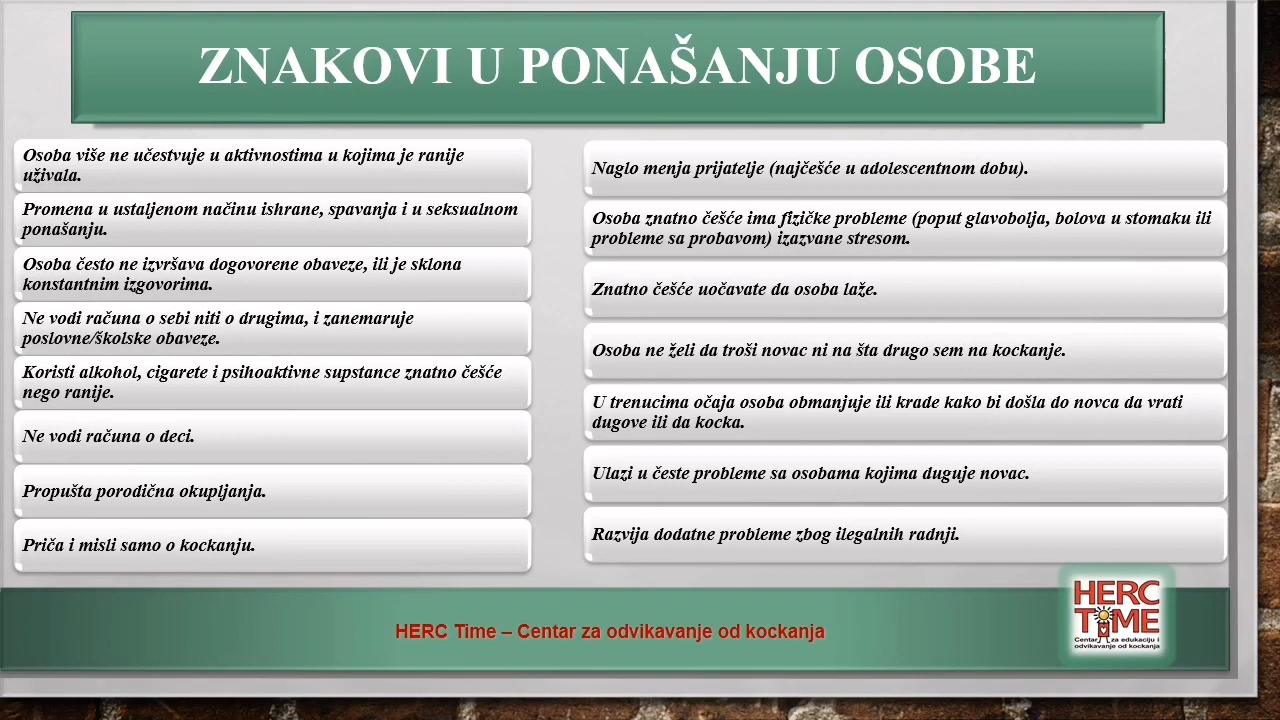 ZNAKOVI U PONAŠANJU OSOBE
Osoba više ne učestvuje u aktivnostima u kojima je ranije
uživala.
Promena u ustaljenom načinu ishrane, spavanja i u seksualnom
ponašanju.
Osoba često ne izvršava dogovorene obaveze, ili je sklona
konstantnim izgovorima.
Ne vodi računa o sebi niti o drugima, i zanemaruje
poslovne/školske obaveze.
Koristi alkohol, cigarete i psihoaktivne supstance znatno češće
nego ranije.
Ne vodi računa o deci.
Propušta porodična okupljanja.
Priča i misli samo o kockanju.
Naglo menja prijatelje (najčešće u adolescentnom dobu).
Osoba znatno češće ima fizičke probleme (poput glavobolja, bolova u stomaku ili
probleme sa probavom) izazvane stresom.
Znatno češće uočavate da osoba laže.
Osoba ne želi da troši novac ni na šta drugo sem na kockanje.
U trenucima očaja osoba obmanjuje ili krade kako bi došla do novca da vrati
dugove ili da kocka.
Ulazi u česte probleme sa osobama kojima duguje novac.
Razvija dodatne probleme zbog ilegalnih radnji.
HERC Time – Centar za odvikavanje od kockanja
HERC
TIME
Centar za edukaciju i
odvikavanje od kockanja